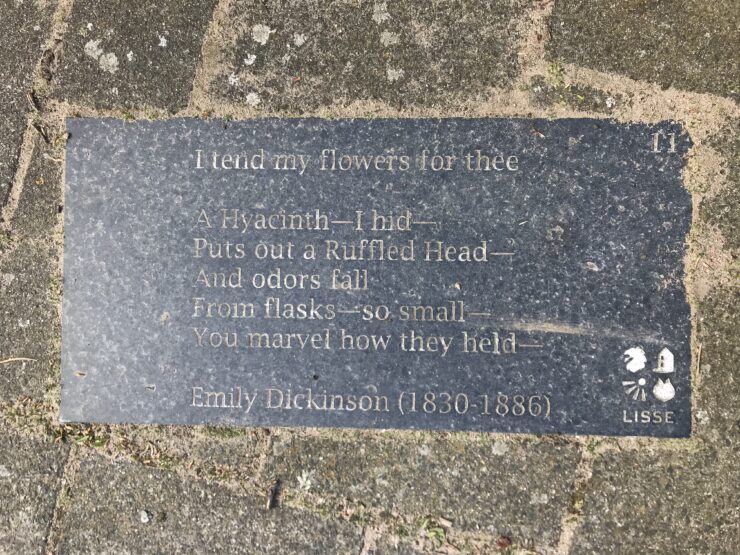 11
I tend my flowers for thee
A Hyacinth—I hid—
Puts out a Ruffled Head—
And odors fall
From flasks—so small—
You marvel how they held—
Emily Dickinson (1830-1886)
LISSE